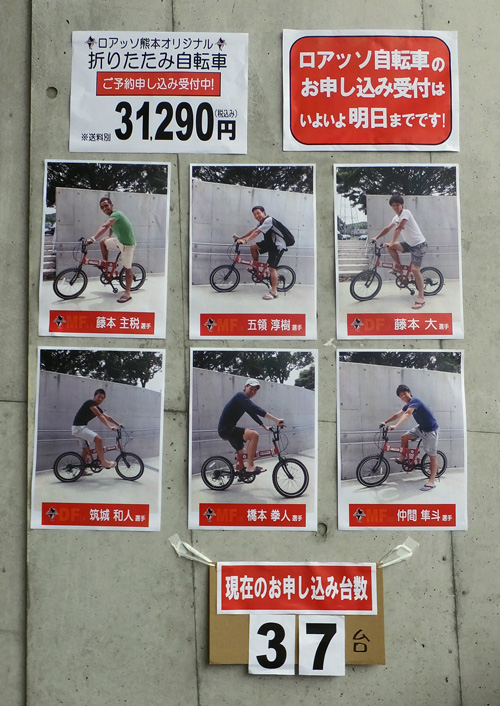 ロアッソ熊本オリジナル
折りたたみ自転車
ご予約申し込み受付中!
※送料別 31,290円 (税込み)
ロアッソ自転車の
お申し込み受付は
いよいよ明日までです!
MF 藤本 主税 選手
MF 五領 淳樹 選手
DF 藤本 大 選手
DF 筑城 和人 選手
MF 橋本 拳人 選手
MF 仲間 隼斗 選手
現在のお申し込み台数
37台